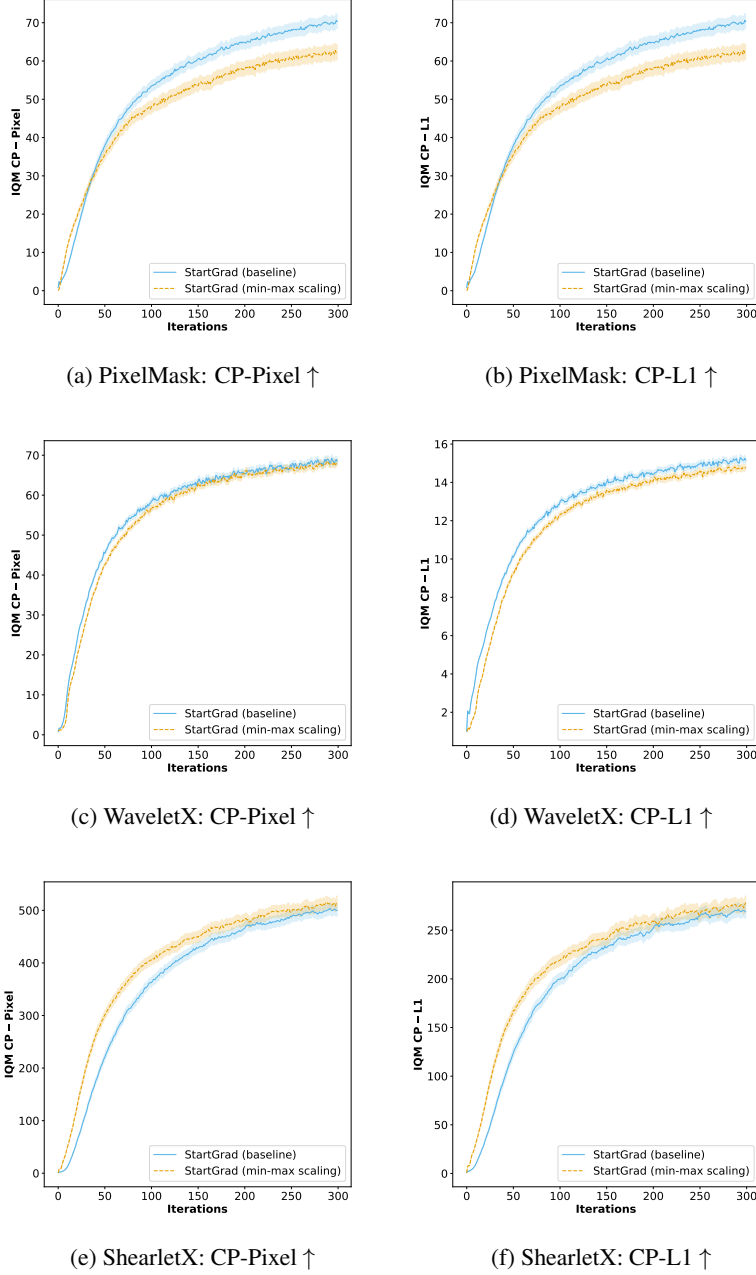 70
60
50
40
30
20
10
0
IQM CP − Pixel
StartGrad (baseline)
StartGrad (min-max scaling)
0 50 100 150 200 250 300
Iterations
(a) PixelMask: CP-Pixel ↑
70
60
50
40
30
20
10
0
IQM CP − L1
StartGrad (baseline)
StartGrad (min-max scaling)
0 50 100 150 200 250 300
Iterations
(b) PixelMask: CP-L1 ↑
70
60
50
40
30
20
10
0
IQM CP − Pixel
StartGrad (baseline)
StartGrad (min-max scaling)
0 50 100 150 200 250 300
Iterations
(c) WaveletX: CP-Pixel ↑
16
14
12
10
8
6
4
2
IQM CP − L1
StartGrad (baseline)
StartGrad (min-max scaling)
0 50 100 150 200 250 300
Iterations
(d) WaveletX: CP-L1 ↑
500
400
300
200
100
0
IQM CP − Pixel
StartGrad (baseline)
StartGrad (min-max scaling)
0 50 100 150 200 250 300
Iterations
(e) ShearletX: CP-Pixel ↑
250
200
150
100
50
0
IQM CP − L1
StartGrad (baseline)
StartGrad (min-max scaling)
0 50 100 150 200 250 300
Iterations
(f) ShearletX: CP-L1 ↑